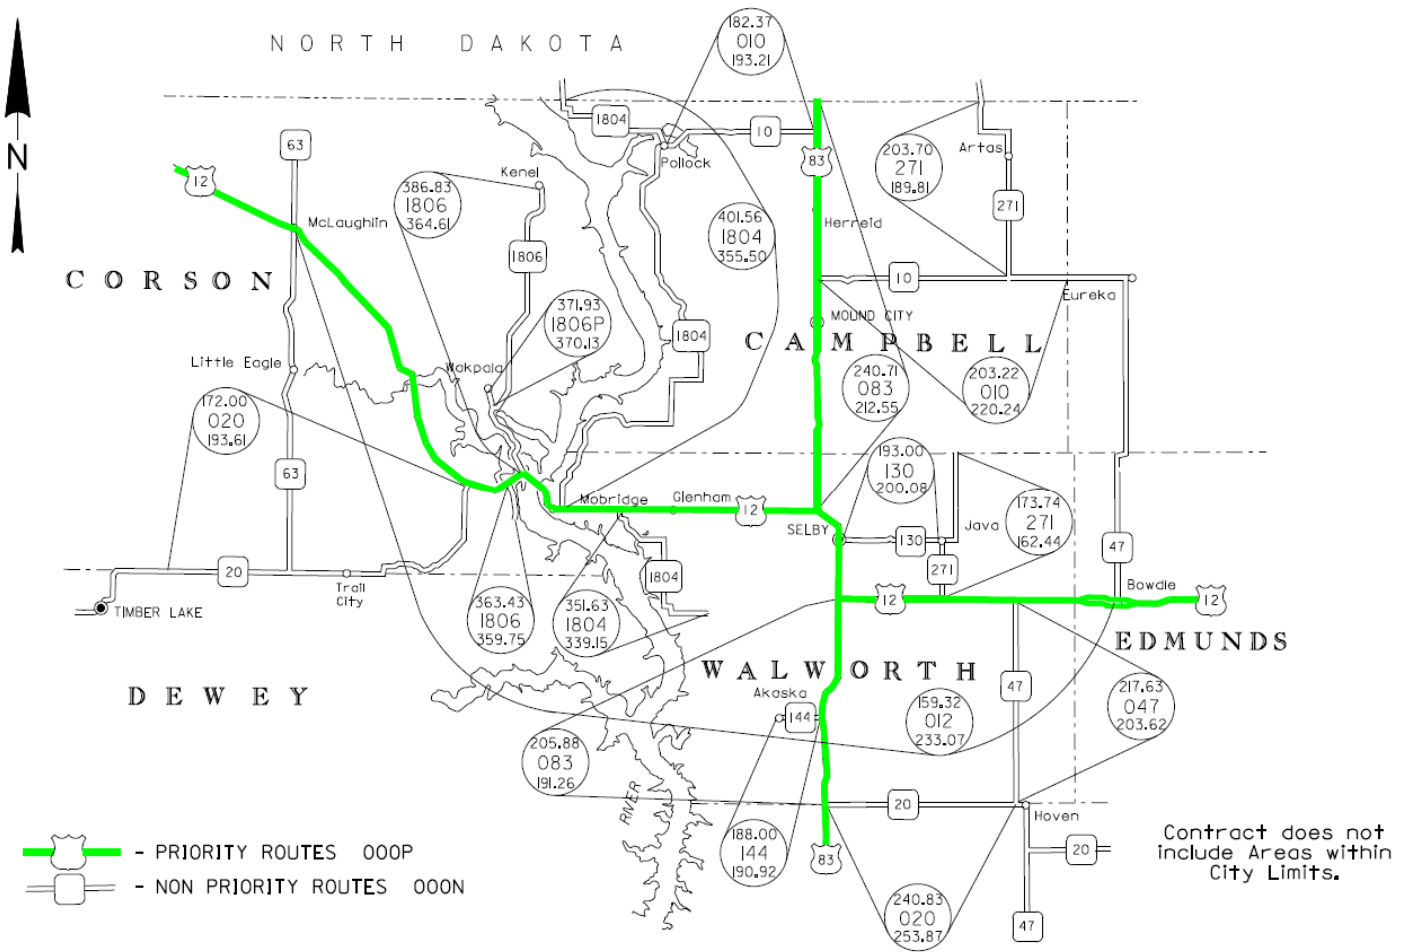 182.37
010
193.21
NORTH DAKOTA
1804
10
Pollock
83
203.70
271
189.81
Artas
63
N
12
Kenel
386.83
1806
364.61
271
McLaughlin
401.56
1804
355.50
Herreid
1806
CORSON
10
Eureka
371.93
1806P
370.13
MOUND CITY
1804
CAMPBELL
Little Eagle
Wakpala
240.71
083
212.55
203.22
010
220.24
172.00
020
193.61
193.00
130
200.08
63
Mobridge
Glenham
12
SELBY
130
Java
173.74
271
162.44
47
271
20
Trail
City
1804
Bowdle
12
12
TIMBER LAKE
363.43
1806
359.75
351.63
1804
339.15
EDMUNDS
WALWORTH
DEWEY
Akaska
144
47
159.32
012
233.07
217.63
047
203.62
205.88
083
191.26
RIVER
20
Hoven
188.00
144
190.92
83
20
Contract does not
include Areas within
City Limits.
- PRIORITY ROUTES 000P
- NON PRIORITY ROUTES 000N
240.83
020
253.87
47